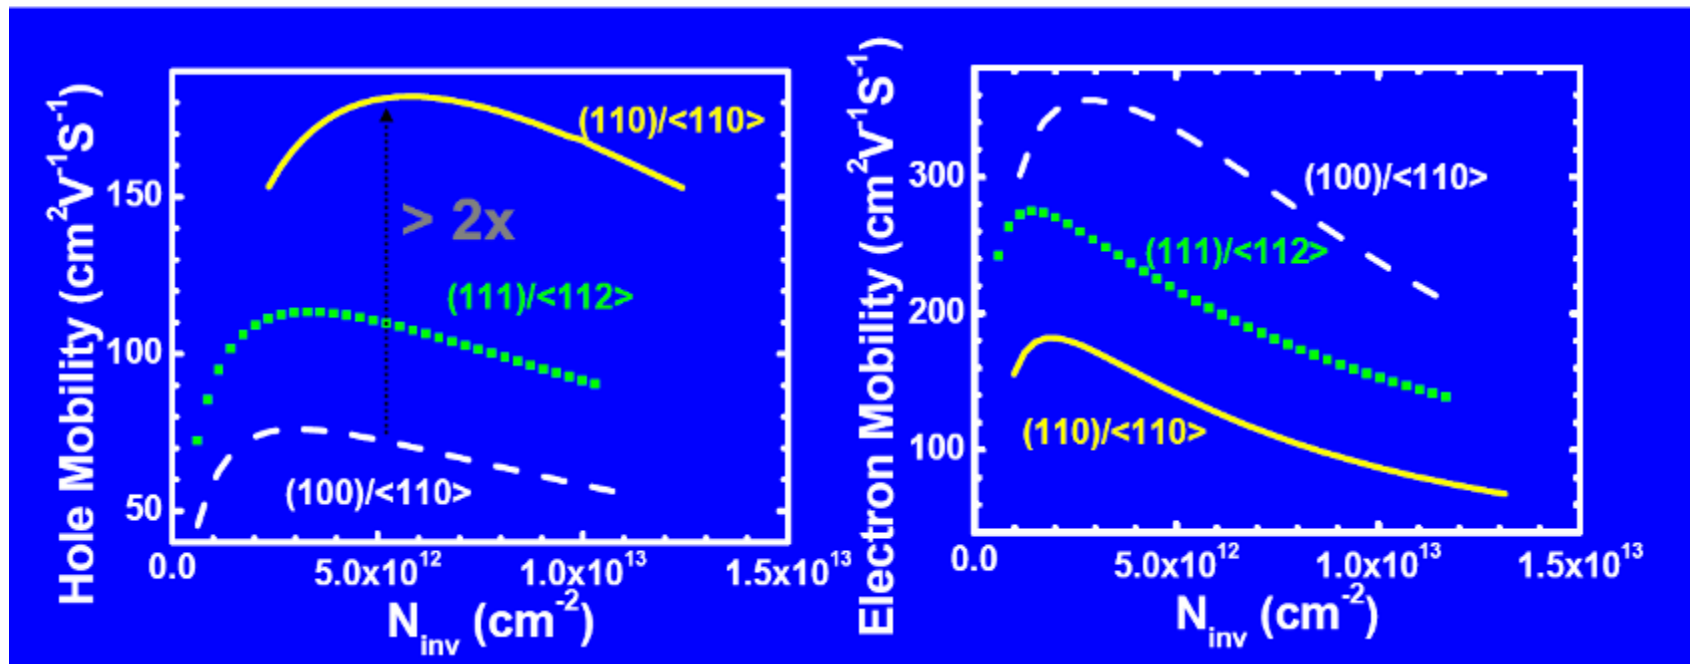 Hole Mobility (cm²V⁻¹S⁻¹)
150
100
50
(110)/<110>
> 2x
(111)/<112>
(100)/<110>
0.0
5.0x10¹²
1.0x10¹³
1.5x10¹³
Nᵢₙᵥ (cm⁻²)
Electron Mobility (cm²V⁻¹S⁻¹)
300
200
100
(100)/<110>
(111)/<112>
(110)/<110>
0.0
5.0x10¹²
1.0x10¹³
1.5x10¹³
Nᵢₙᵥ (cm⁻²)